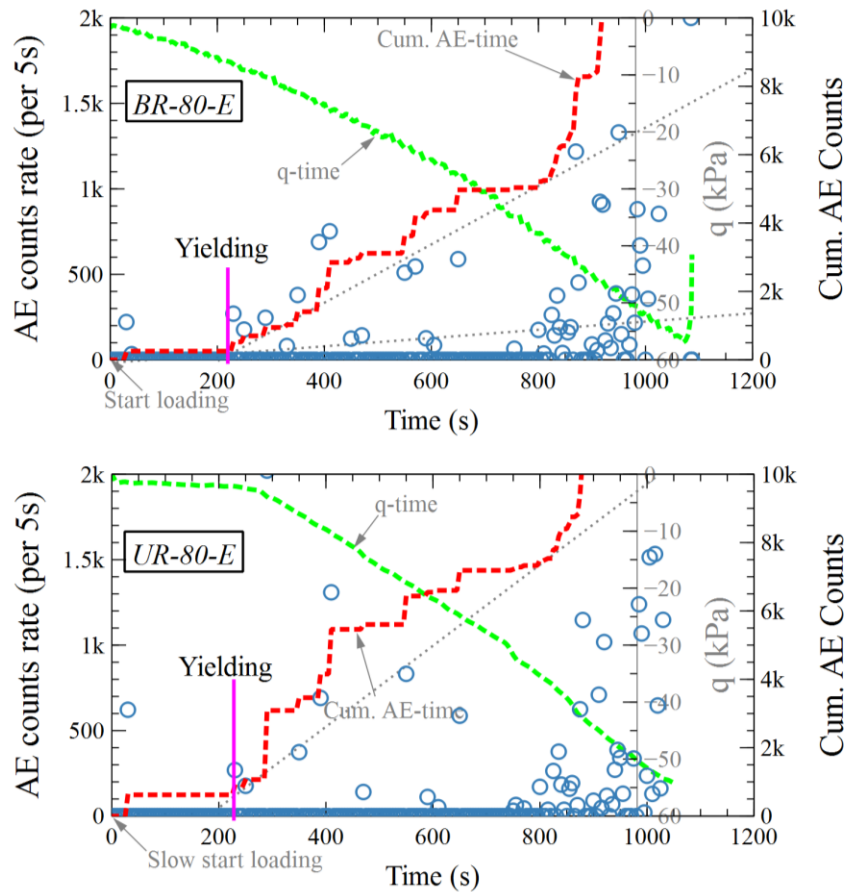 2k
1.5k
1k
500
0
AE counts rate (per 5s)
BR-80-E
Cum. AE-time
q-time
Yielding
Start loading
0
−10
−20
−30
−40
−50
−60
q (kPa)
10k
8k
6k
4k
2k
0
Cum. AE Counts
0 200 400 600 800 1000 1200
Time (s)
2k
1.5k
1k
500
0
AE counts rate (per 5s)
UR-80-E
q-time
Yielding
Cum. AE-time
Slow start loading
0
−10
−20
−30
−40
−50
−60
q (kPa)
10k
8k
6k
4k
2k
0
Cum. AE Counts
0 200 400 600 800 1000 1200
Time (s)